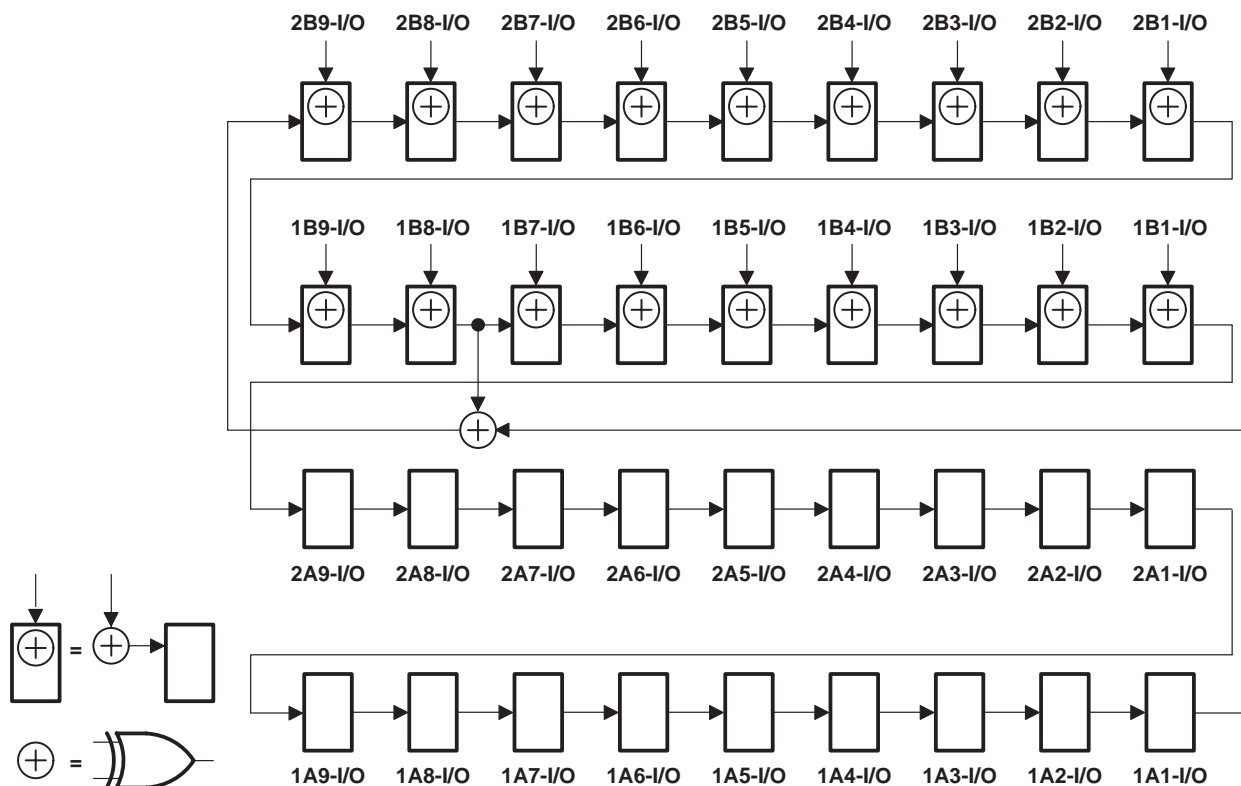 2B9-I/O 2B8-I/O 2B7-I/O 2B6-I/O 2B5-I/O 2B4-I/O 2B3-I/O 2B2-I/O 2B1-I/O
1B9-I/O 1B8-I/O 1B7-I/O 1B6-I/O 1B5-I/O 1B4-I/O 1B3-I/O 1B2-I/O 1B1-I/O
2A9-I/O 2A8-I/O 2A7-I/O 2A6-I/O 2A5-I/O 2A4-I/O 2A3-I/O 2A2-I/O 2A1-I/O
=
=
1A9-I/O 1A8-I/O 1A7-I/O 1A6-I/O 1A5-I/O 1A4-I/O 1A3-I/O 1A2-I/O 1A1-I/O